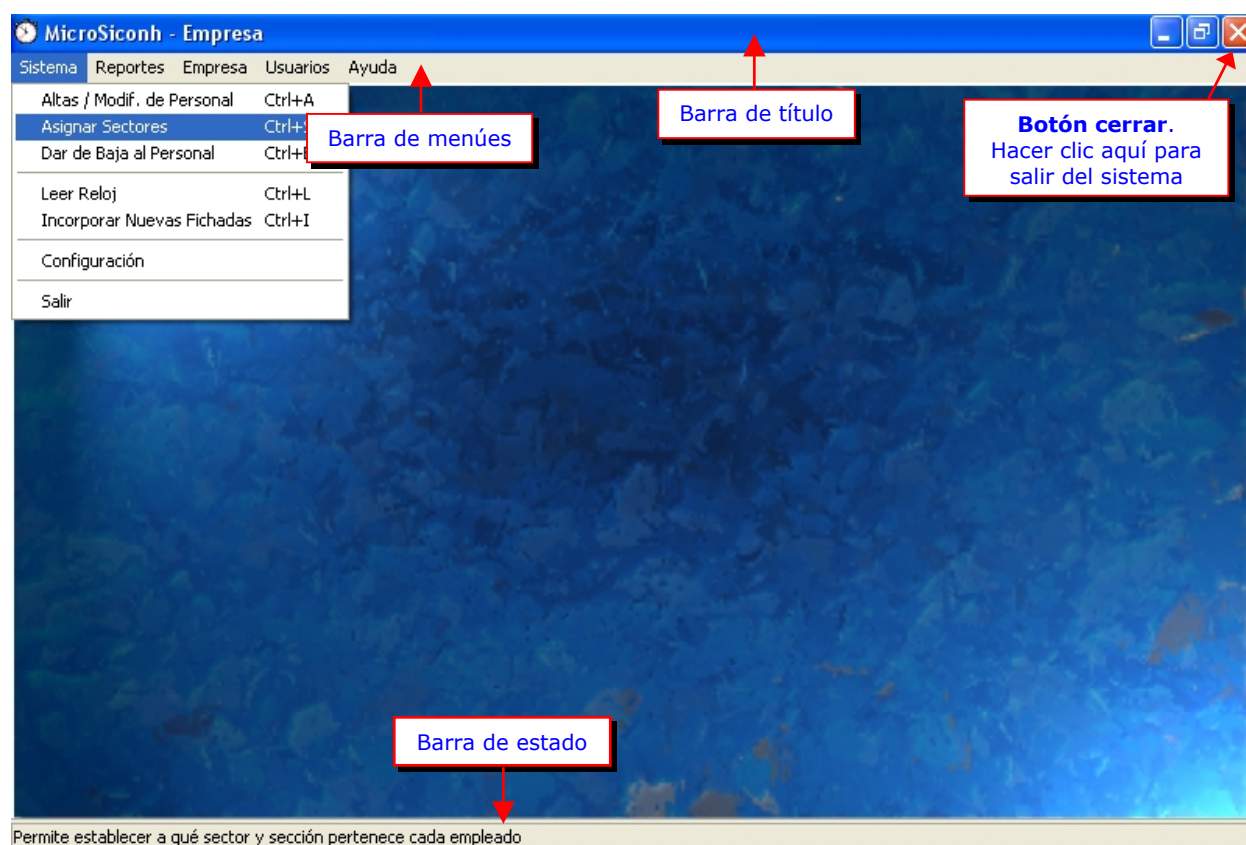 MicroSiconh - Empresa
Sistema Reportes Empresa Usuarios Ayuda
Altas / Modif. de Personal Ctrl+A
Asignar Sectores
Dar de Baja al Personal
Leer Reloj Ctrl+L
Incorporar Nuevas Fichadas Ctrl+I
Configuración
Salir
Barra de menúes
Barra de título
Botón cerrar.
Hacer clic aquí para
salir del sistema
Barra de estado
Permite establecer a qué sector y sección pertenece cada empleado